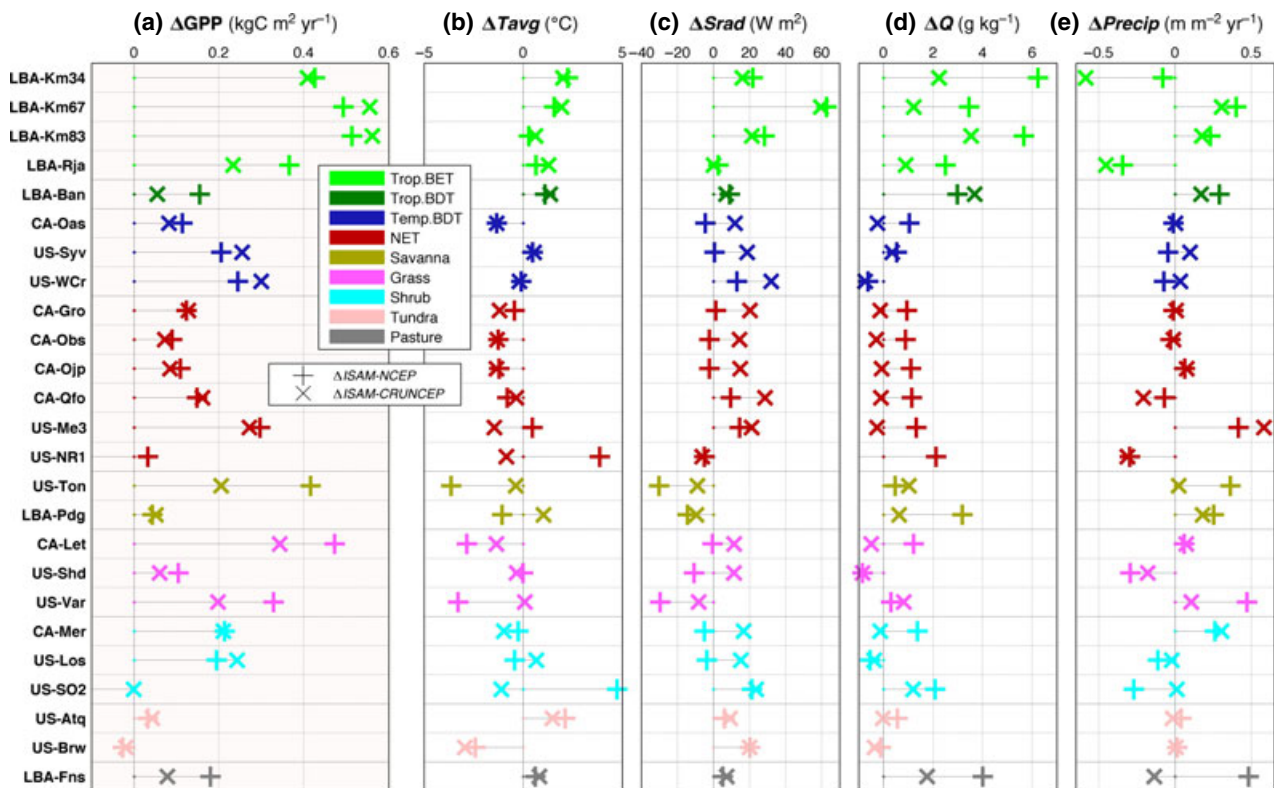 (a) ΔGPP (kgC m² yr⁻¹)
(b) ΔTavg (°C)
(c) ΔSrad (W m²)
(d) ΔQ (g kg⁻¹)
(e) ΔPrecip (m m⁻² yr⁻¹)
0 0.2 0.4 0.6
−5 0 5
−40 −20 0 20 40 60
0 2 4 6
−0.5 0 0.5
LBA-Km34
LBA-Km67
LBA-Km83
LBA-Rja
LBA-Ban
CA-Oas
US-Syv
US-WCr
CA-Gro
CA-Obs
CA-Ojp
CA-Qfo
US-Me3
US-NR1
US-Ton
LBA-Pdg
CA-Let
US-Shd
US-Var
CA-Mer
US-Los
US-SO2
US-Atq
US-Brw
LBA-Fns
Trop.BET
Trop.BDT
Temp.BDT
NET
Savanna
Grass
Shrub
Tundra
Pasture
ΔISAM-NCEP
ΔISAM-CRUNCEP